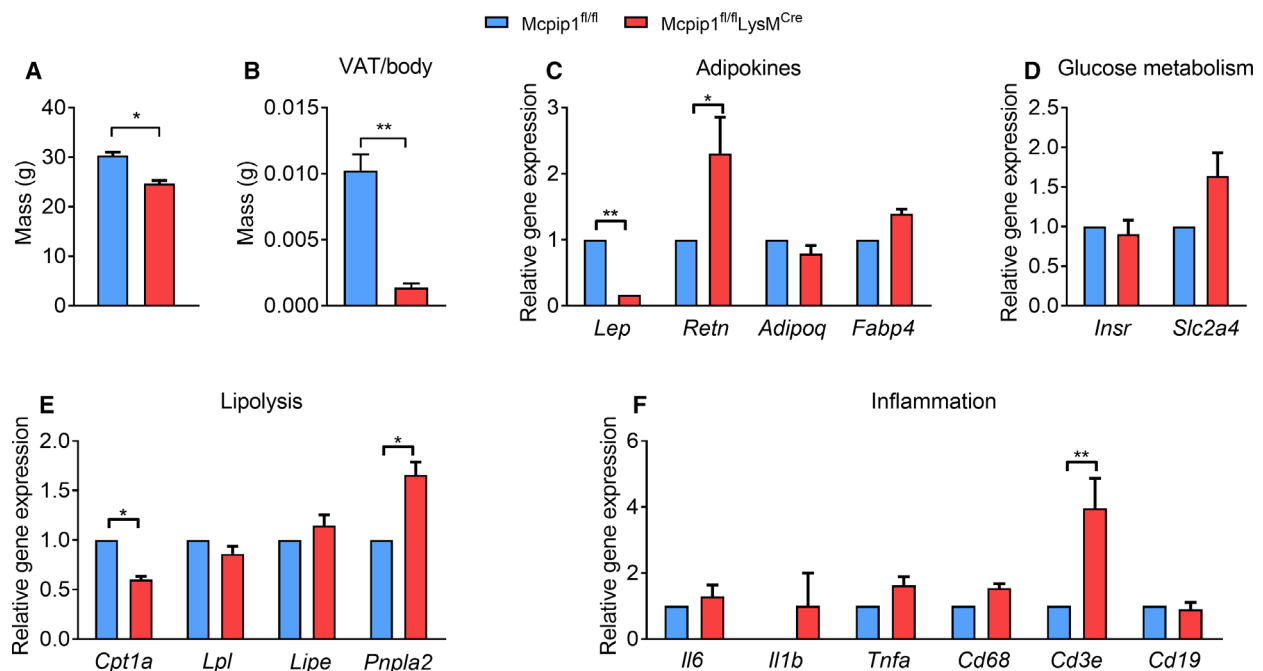 Mcpip1fl/fl Mcpip1fl/flLysMCre
A
Mass (g)
40
30
20
10
0
*
B VAT/body
Mass (g)
0.015
0.010
0.005
0.000
**
C Adipokines
Relative gene expression
3
2
1
0
** *
Lep Retn Adipoq Fabp4
D Glucose metabolism
Relative gene expression
2.5
2.0
1.5
1.0
0.5
0.0
Insr Slc2a4
E Lipolysis
Relative gene expression
2.0
1.5
1.0
0.5
0.0
* *
Cpt1a Lpl Lipe Pnpla2
F Inflammation
Relative gene expression
6
4
2
0
**
Il6 Il1b Tnfa Cd68 Cd3e Cd19